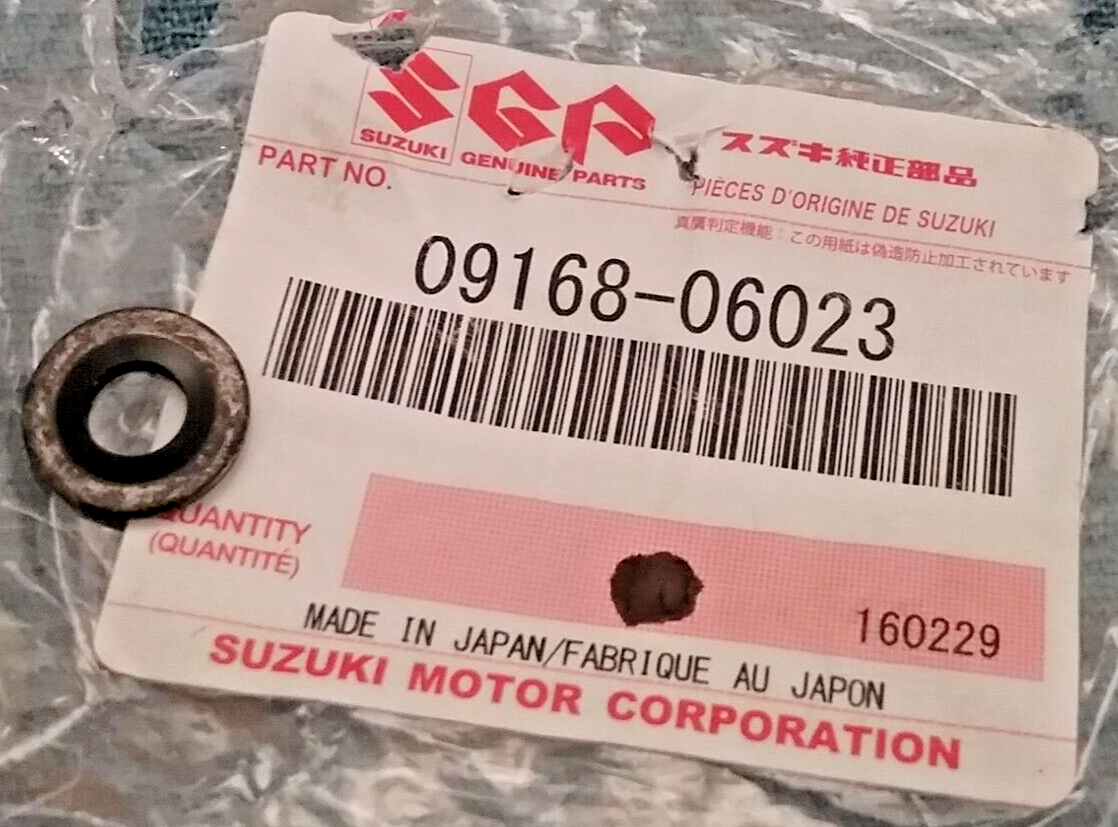 SGP
SUZUKI GENUINE PARTS
スズキ純正部品
PIÈCES D'ORIGINE DE SUZUKI
PART NO.
真贋判定機能:この用紙は偽造防止加工されています
09168-06023
QUANTITY
(QUANTITÉ)
160229
MADE IN JAPAN/FABRIQUE AU JAPON
SUZUKI MOTOR CORPORATION